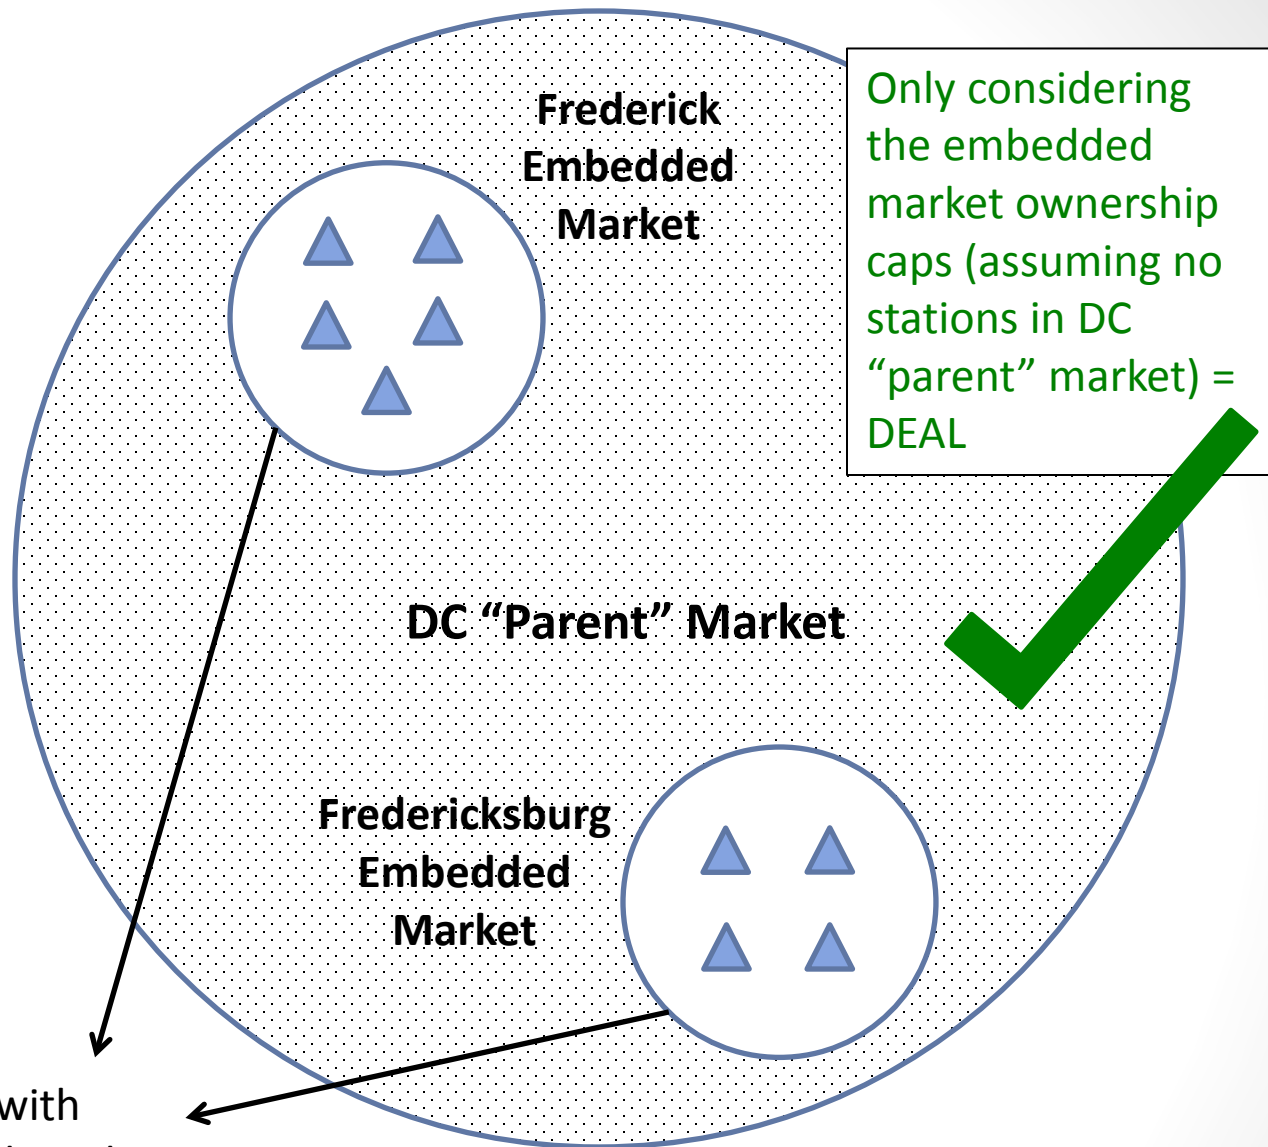 Frederick
Embedded
Market
Only considering
the embedded
market ownership
caps (assuming no
stations in DC
“parent” market) =
DEAL
DC “Parent” Market
Fredericksburg
Embedded
Market
with